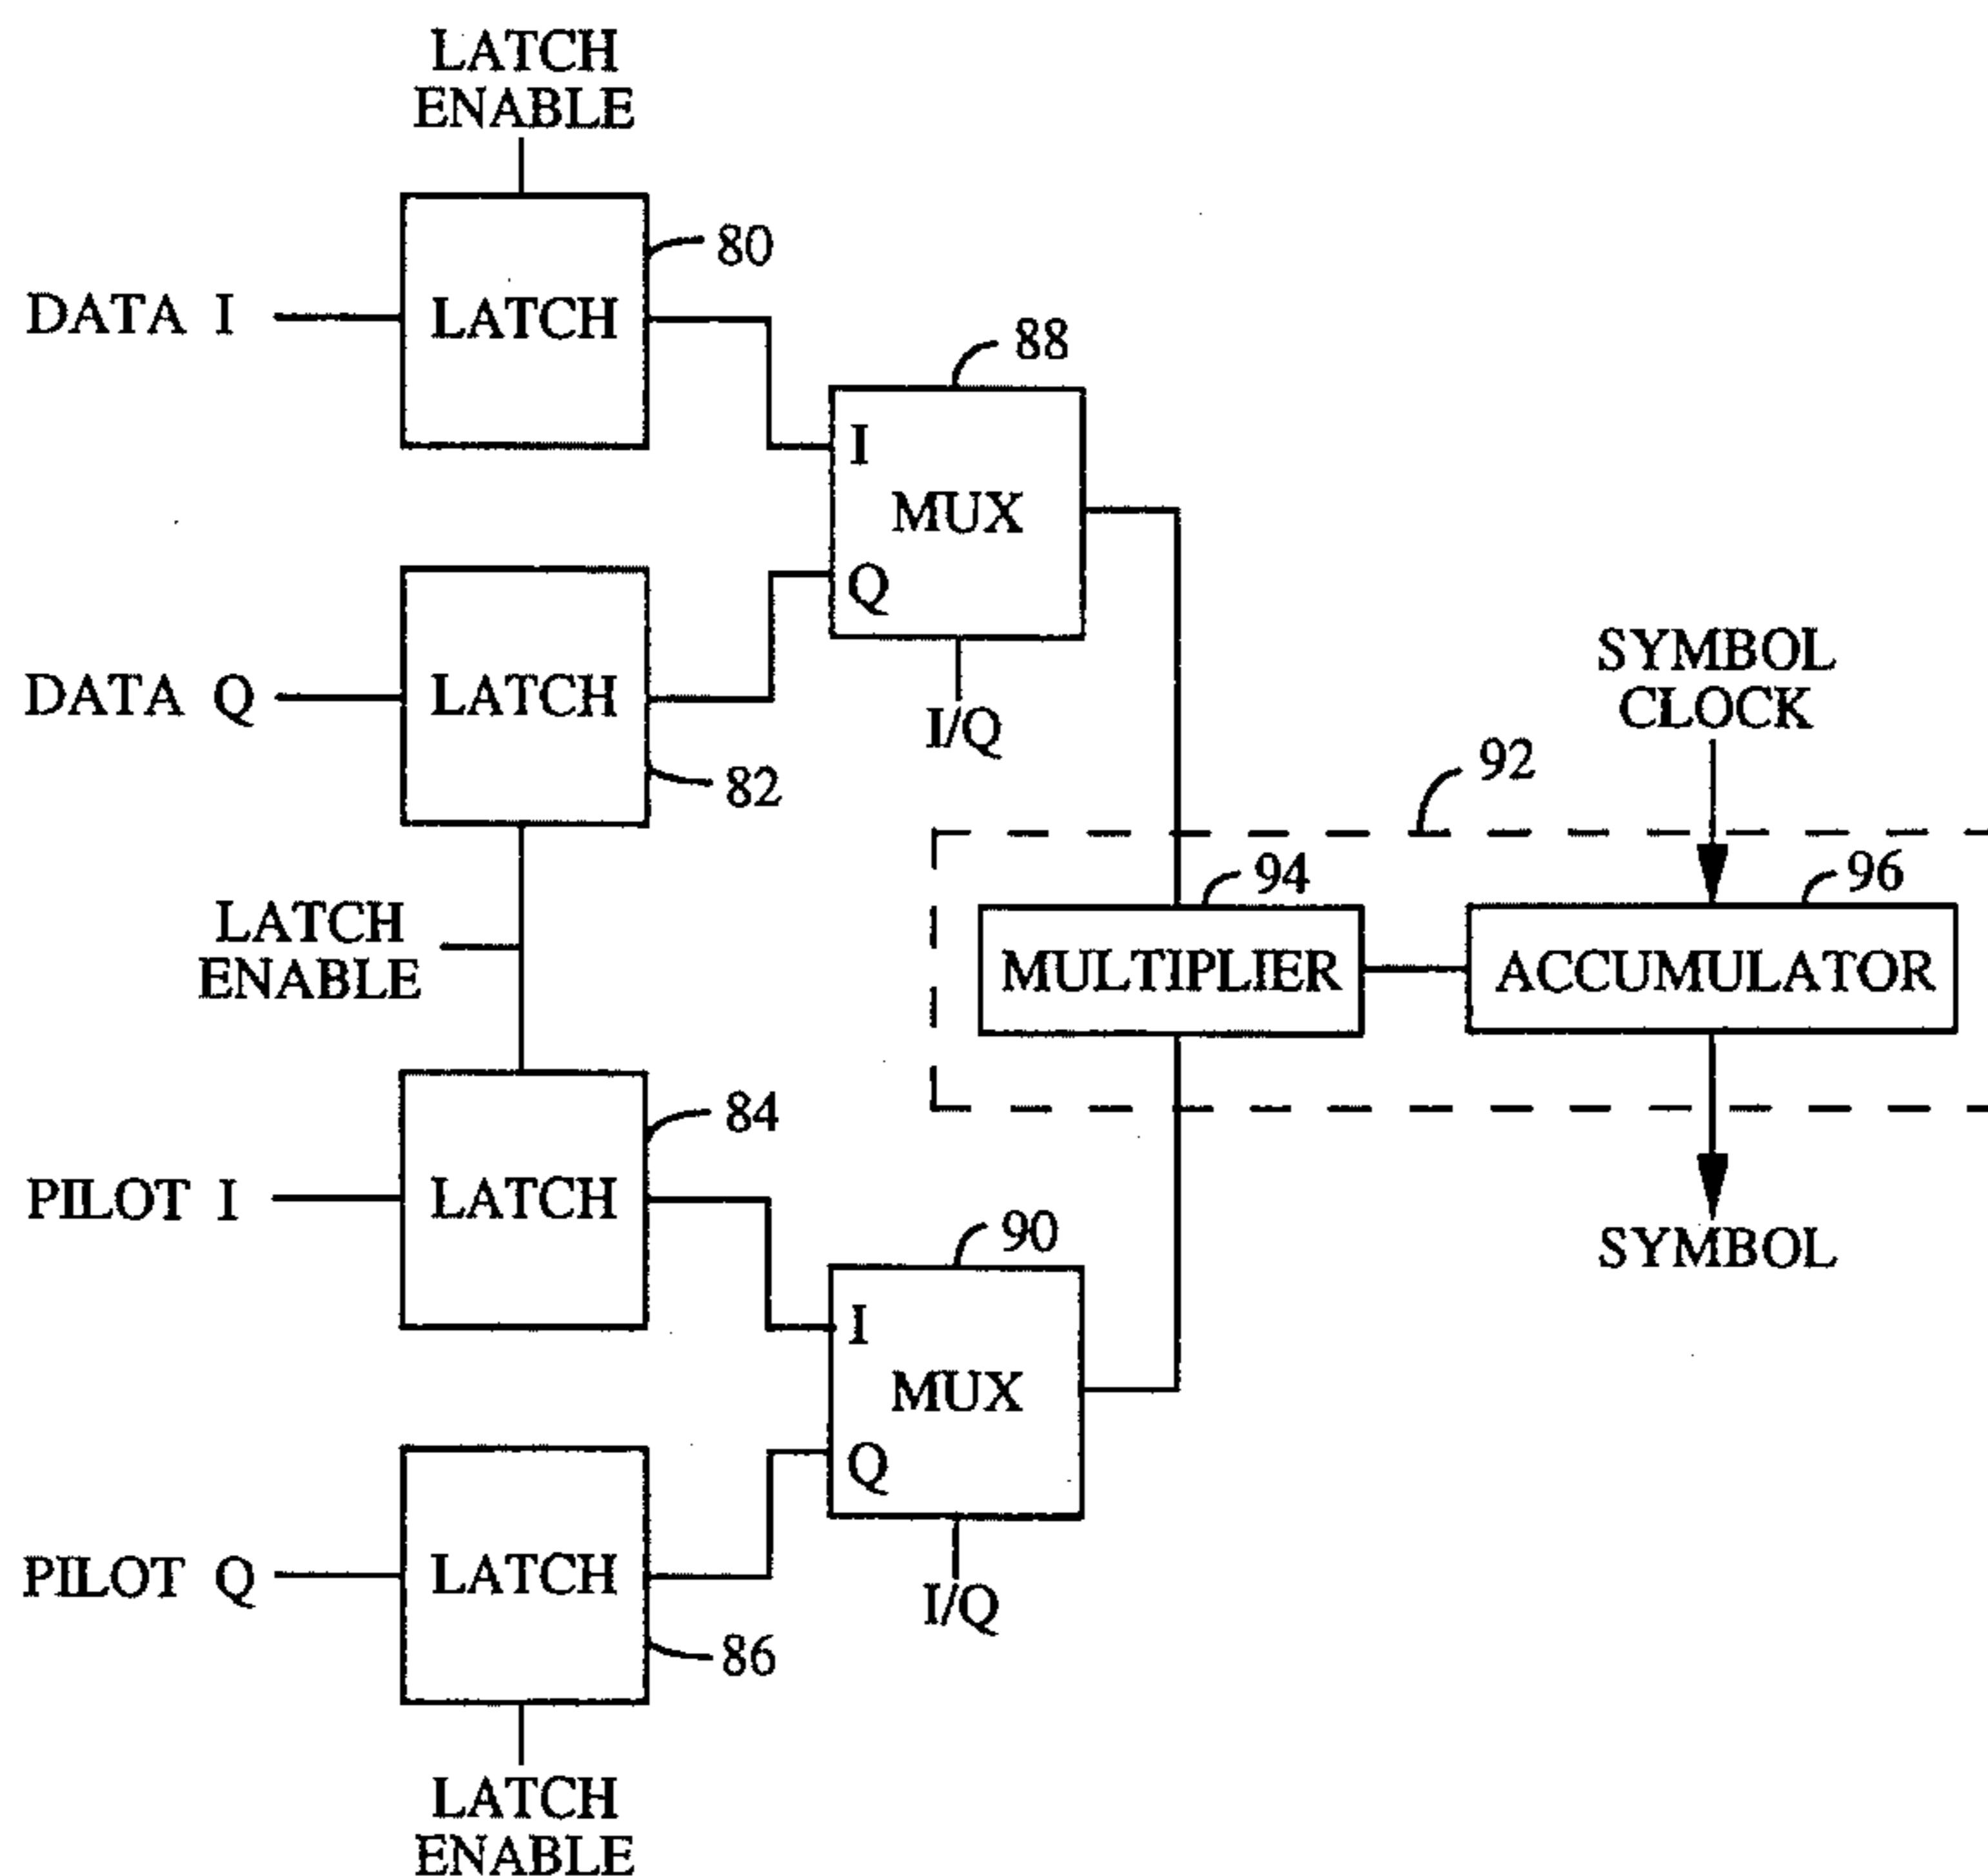 LATCH
ENABLE
80
DATA I
LATCH
88
I
MUX
Q
I/Q
DATA Q
LATCH
82
SYMBOL
CLOCK
92
94
96
LATCH
ENABLE
MULTIPLIER
ACCUMULATOR
84
PILOT I
LATCH
90
SYMBOL
I
MUX
Q
I/Q
PILOT Q
LATCH
86
LATCH
ENABLE